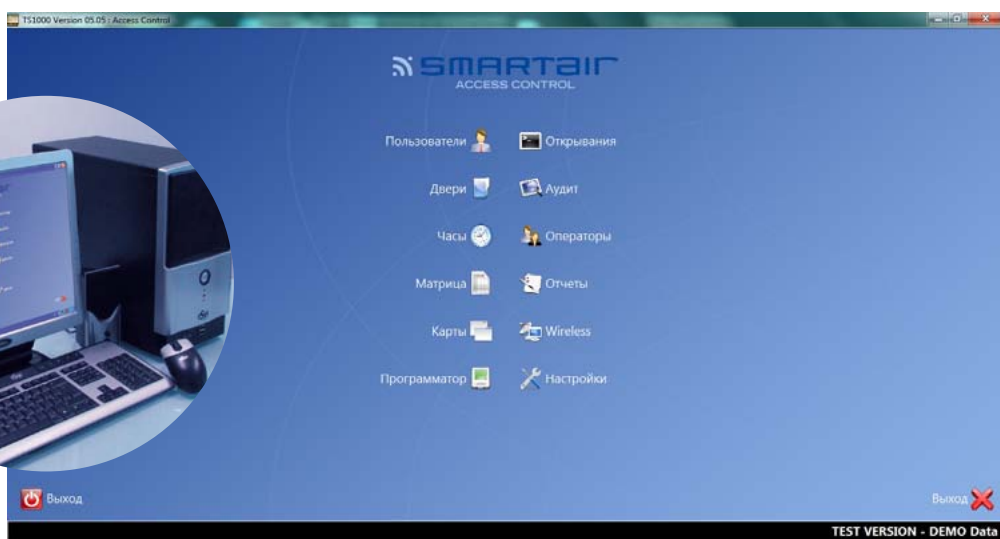 TS1000 Version 05.05 : Access Control
SMARTair
ACCESS CONTROL
Пользователи Открывания
Двери Аудит
Часы Операторы
Матрица Отчеты
Карты Wireless
Программатор Настройки
Выход Выход
TEST VERSION - DEMO Data